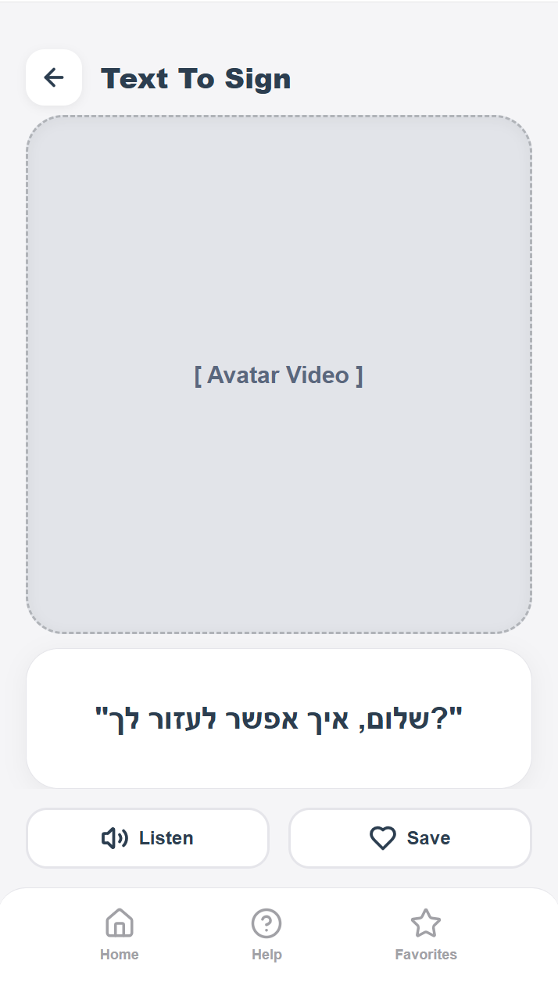 Text To Sign
[ Avatar Video ]
"?שלום, איך אפשר לעזור לך"
Listen
Save
Home
Help
Favorites